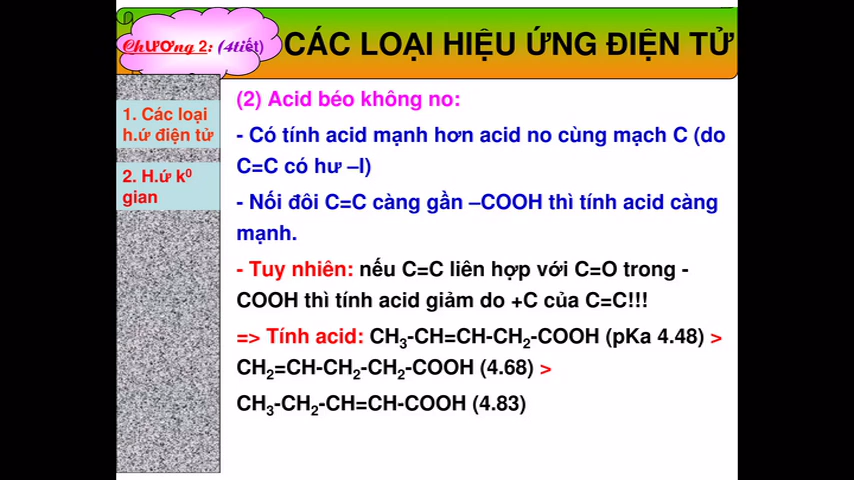 Chương 2: (4tiết)
CÁC LOẠI HIỆU ỨNG ĐIỆN TỬ
1. Các loại
h.ứ điện tử
2. H.ứ k⁰
gian
(2) Acid béo không no:
- Có tính acid mạnh hơn acid no cùng mạch C (do
C=C có hư –I)
- Nối đôi C=C càng gần –COOH thì tính acid càng
mạnh.
- Tuy nhiên: nếu C=C liên hợp với C=O trong -
COOH thì tính acid giảm do +C của C=C!!!
=> Tính acid: CH₃-CH=CH-CH₂-COOH (pKa 4.48) >
CH₂=CH-CH₂-CH₂-COOH (4.68) >
CH₃-CH₂-CH=CH-COOH (4.83)